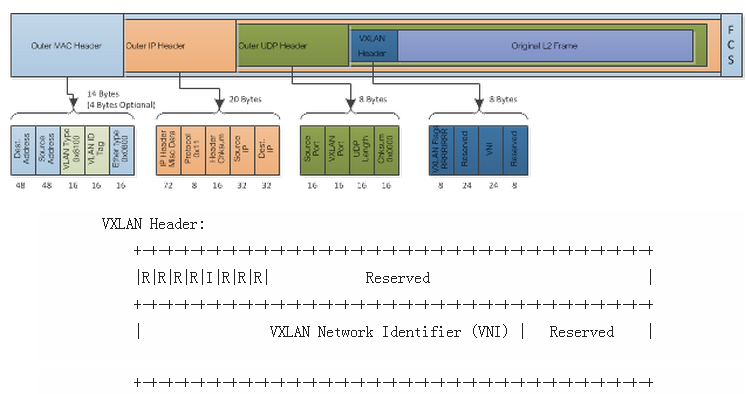 Outer MAC Header
Outer IP Header
Outer UDP Header
VXLAN
Header
Original L2 Frame
F
C
S
14 Bytes
(4 Bytes Optional)
20 Bytes
8 Bytes
8 Bytes
Dest.
Address
Source
Address
VLAN Type
0x8100
VLAN ID
Tag
Ether Type
0x0800
IP Header
Misc Data
Protocol
0x11
Header
Chksum
Source
IP
Dest.
IP
Source
Port
VXLAN
Port
UDP
Length
Chksum
0x0000
VXLAN Flags
RRRRIRRR
Reserved
VNI
Reserved
48 48 16 16 16
72 8 16 32 32
16 16 16 16
8 24 24 8
VXLAN Header:
+-+-+-+-+-+-+-+-+-+-+-+-+-+-+-+-+-+-+-+-+-+-+-+-+-+-+-+-+-+-+-+-+
|R|R|R|R|I|R|R|R| Reserved |
+-+-+-+-+-+-+-+-+-+-+-+-+-+-+-+-+-+-+-+-+-+-+-+-+-+-+-+-+-+-+-+-+
| VXLAN Network Identifier (VNI) | Reserved |
+-+-+-+-+-+-+-+-+-+-+-+-+-+-+-+-+-+-+-+-+-+-+-+-+-+-+-+-+-+-+-+-+